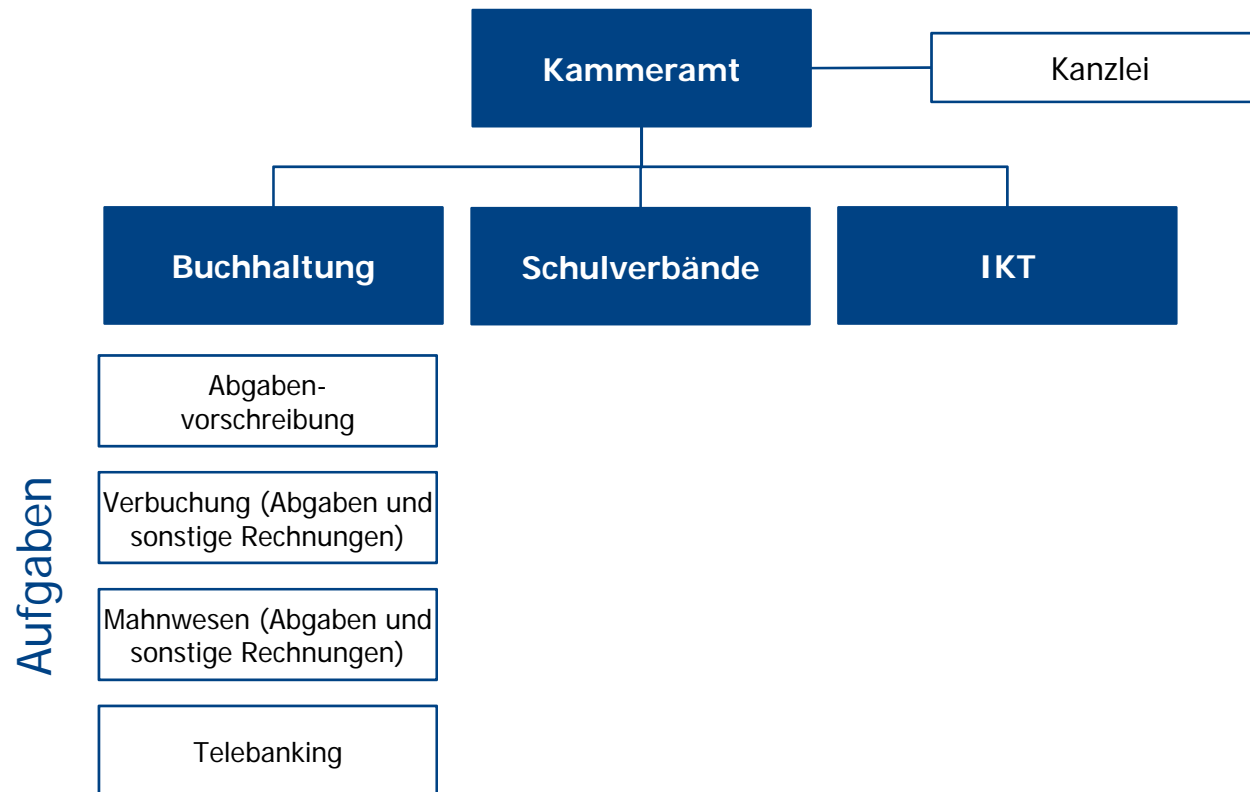 Kammeramt
Kanzlei
Buchhaltung
Schulverbände
IKT
Aufgaben
Abgaben-
vorschreibung
Verbuchung (Abgaben und
sonstige Rechnungen)
Mahnwesen (Abgaben und
sonstige Rechnungen)
Telebanking